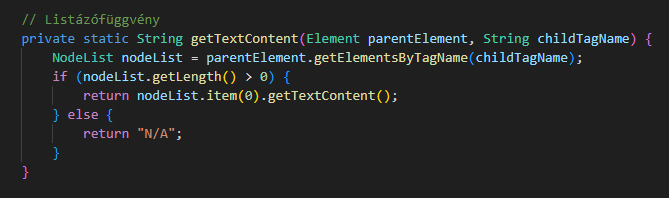 // Listázófüggvény
private static String getTextContent(Element parentElement, String childTagName) {
    NodeList nodeList = parentElement.getElementsByTagName(childTagName);
    if (nodeList.getLength() > 0) {
        return nodeList.item(0).getTextContent();
    } else {
        return "N/A";
    }
}